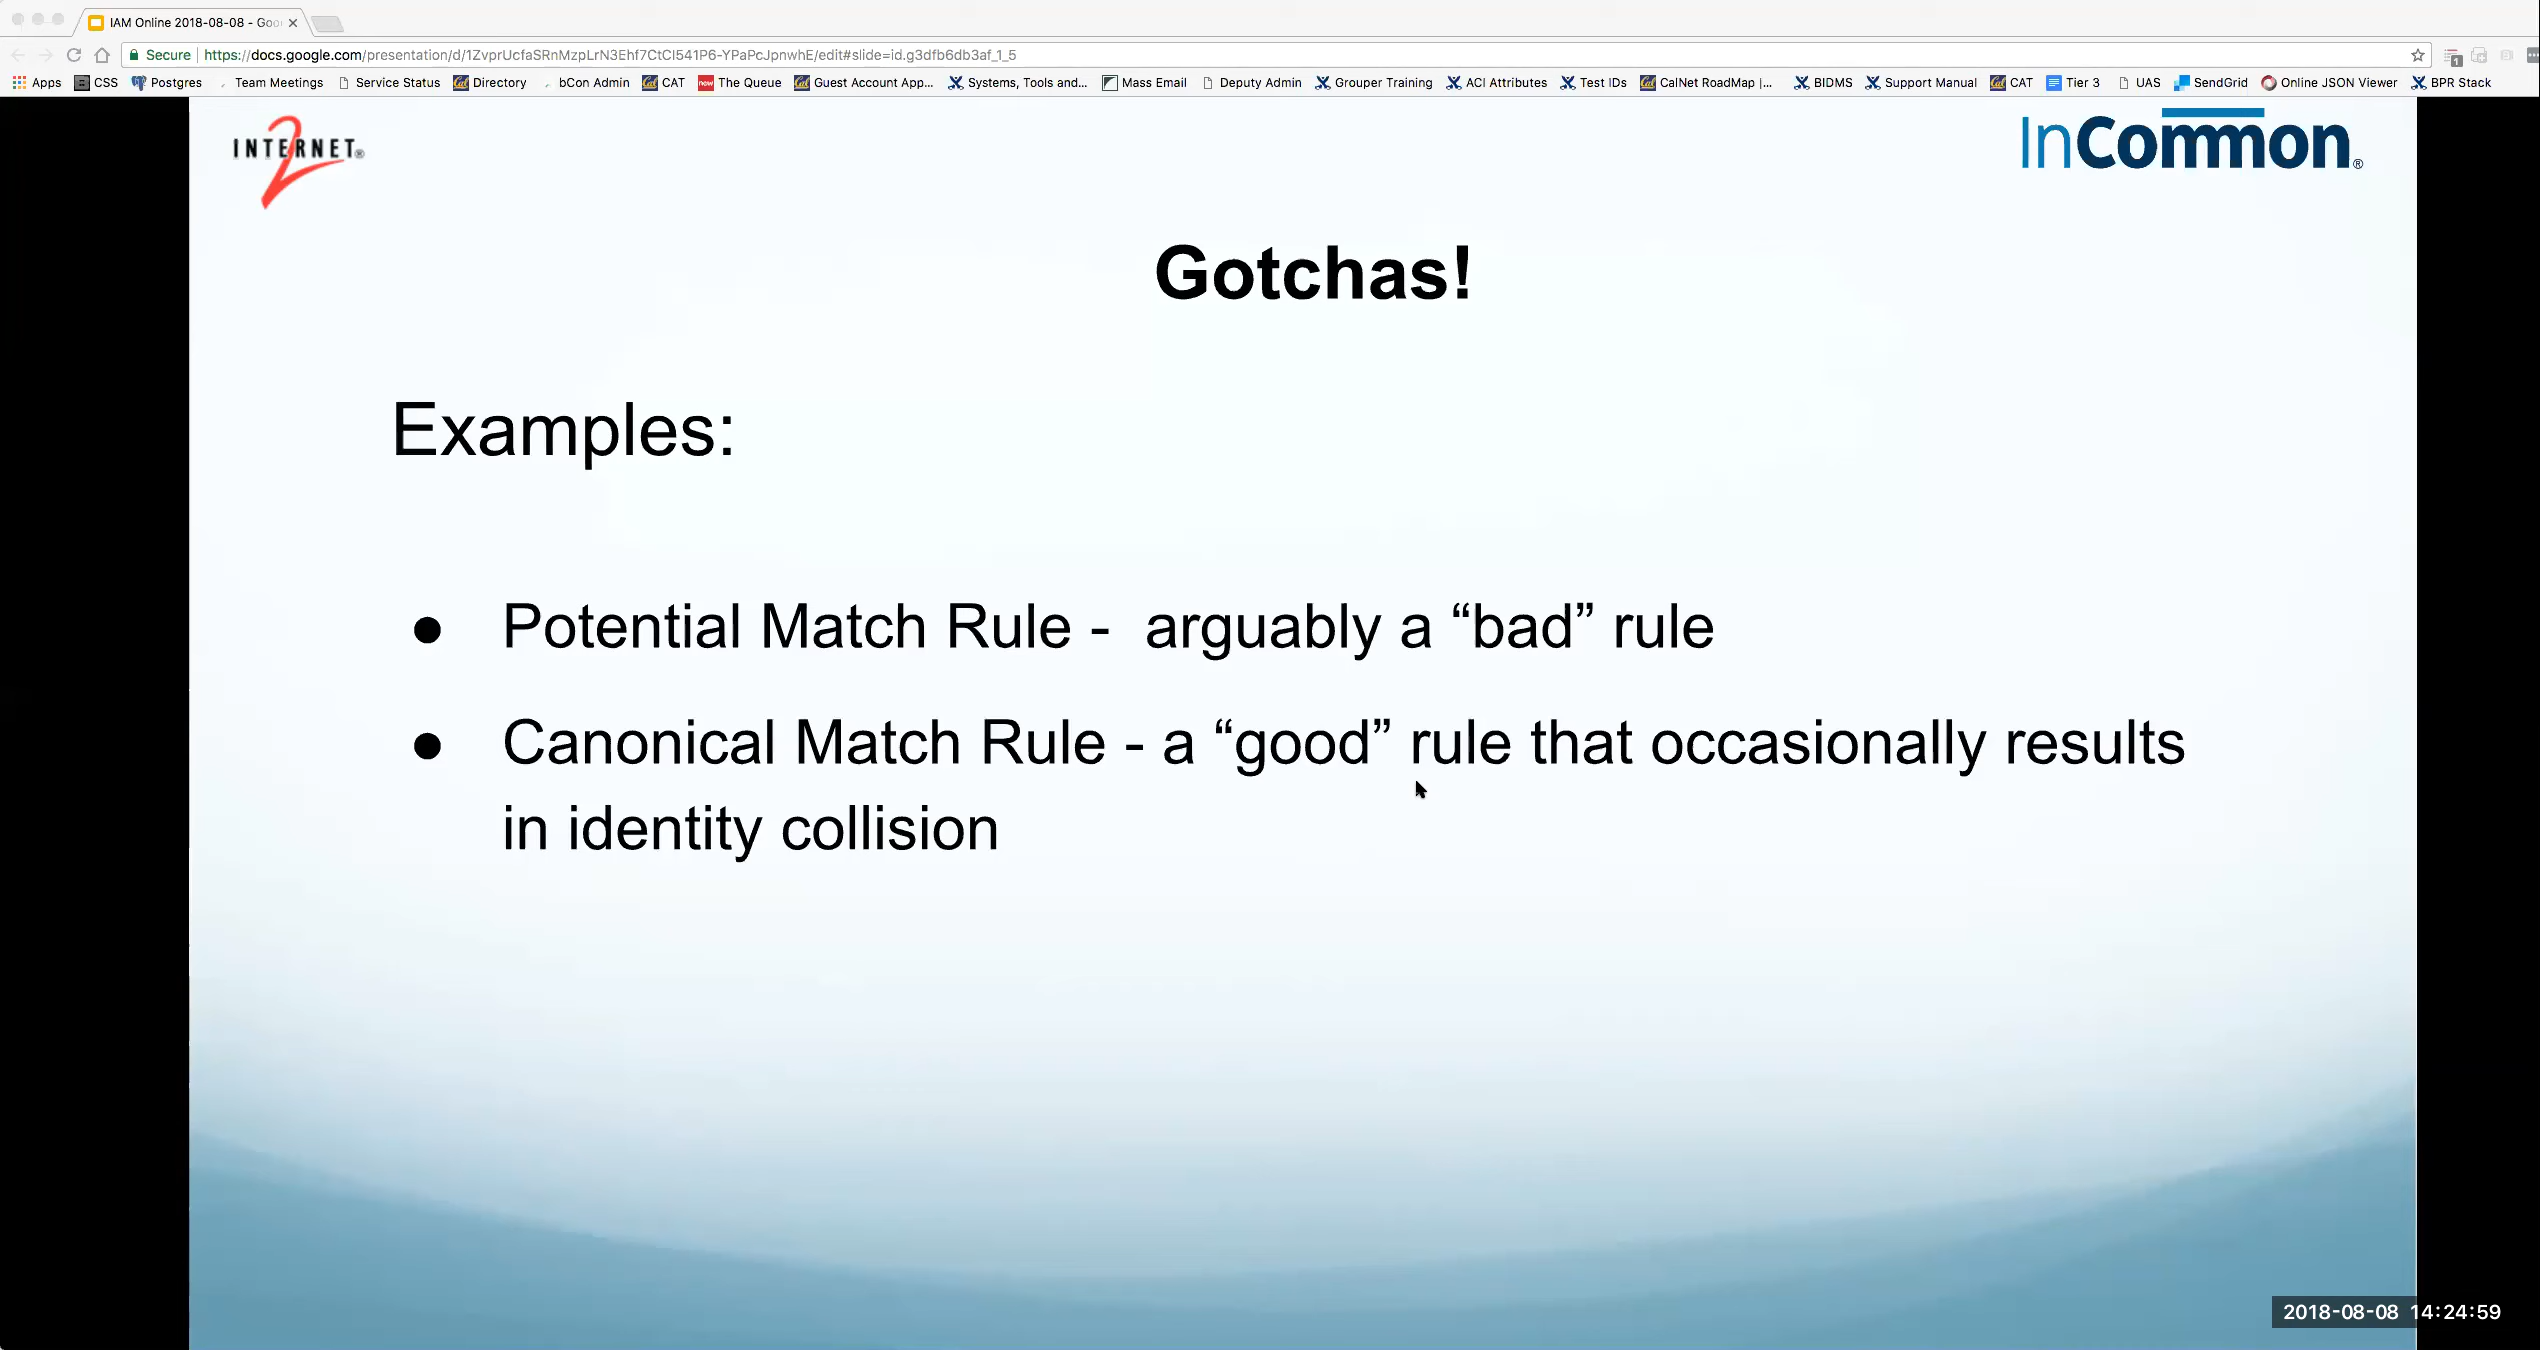 IAM Online 2018-08-08 - Goo
Secure https://docs.google.com/presentation/d/1ZvprUcfaSRnMzpLrN3Ehf7CtCI541P6-YPaPcJpnwhE/edit#slide=id.g3dfb6db3af_1_5
Apps CSS Postgres Team Meetings Service Status Directory bCon Admin CAT The Queue Guest Account App... Systems, Tools and... Mass Email Deputy Admin Grouper Training ACI Attributes Test IDs CalNet RoadMap |... BIDMS Support Manual CAT Tier 3 UAS SendGrid Online JSON Viewer BPR Stack
INTERNET® 2
InCommon®
Gotchas!
Examples:
● Potential Match Rule - arguably a “bad” rule
● Canonical Match Rule - a “good” rule that occasionally results
in identity collision
2018-08-08 14:24:59